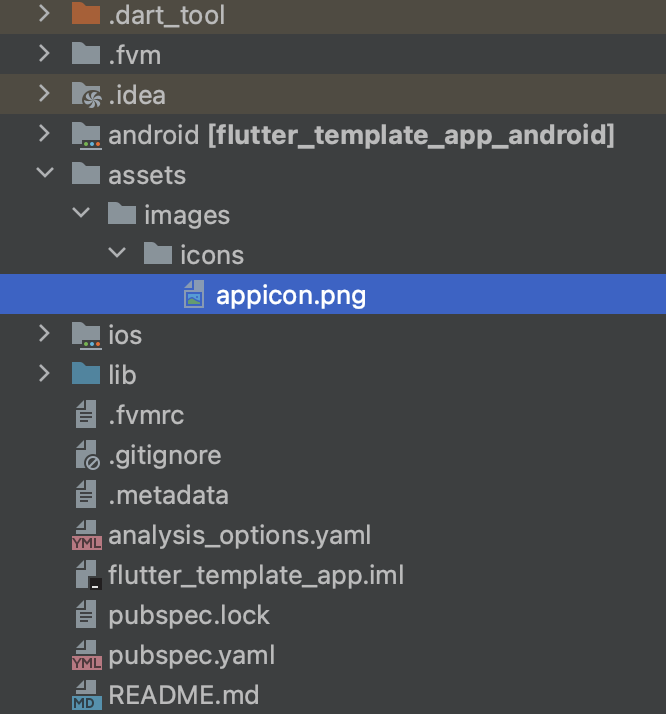 .dart_tool
.fvm
.idea
android [flutter_template_app_android]
assets
images
icons
appicon.png
ios
lib
.fvmrc
.gitignore
.metadata
YML analysis_options.yaml
flutter_template_app.iml
pubspec.lock
YML pubspec.yaml
MD README.md